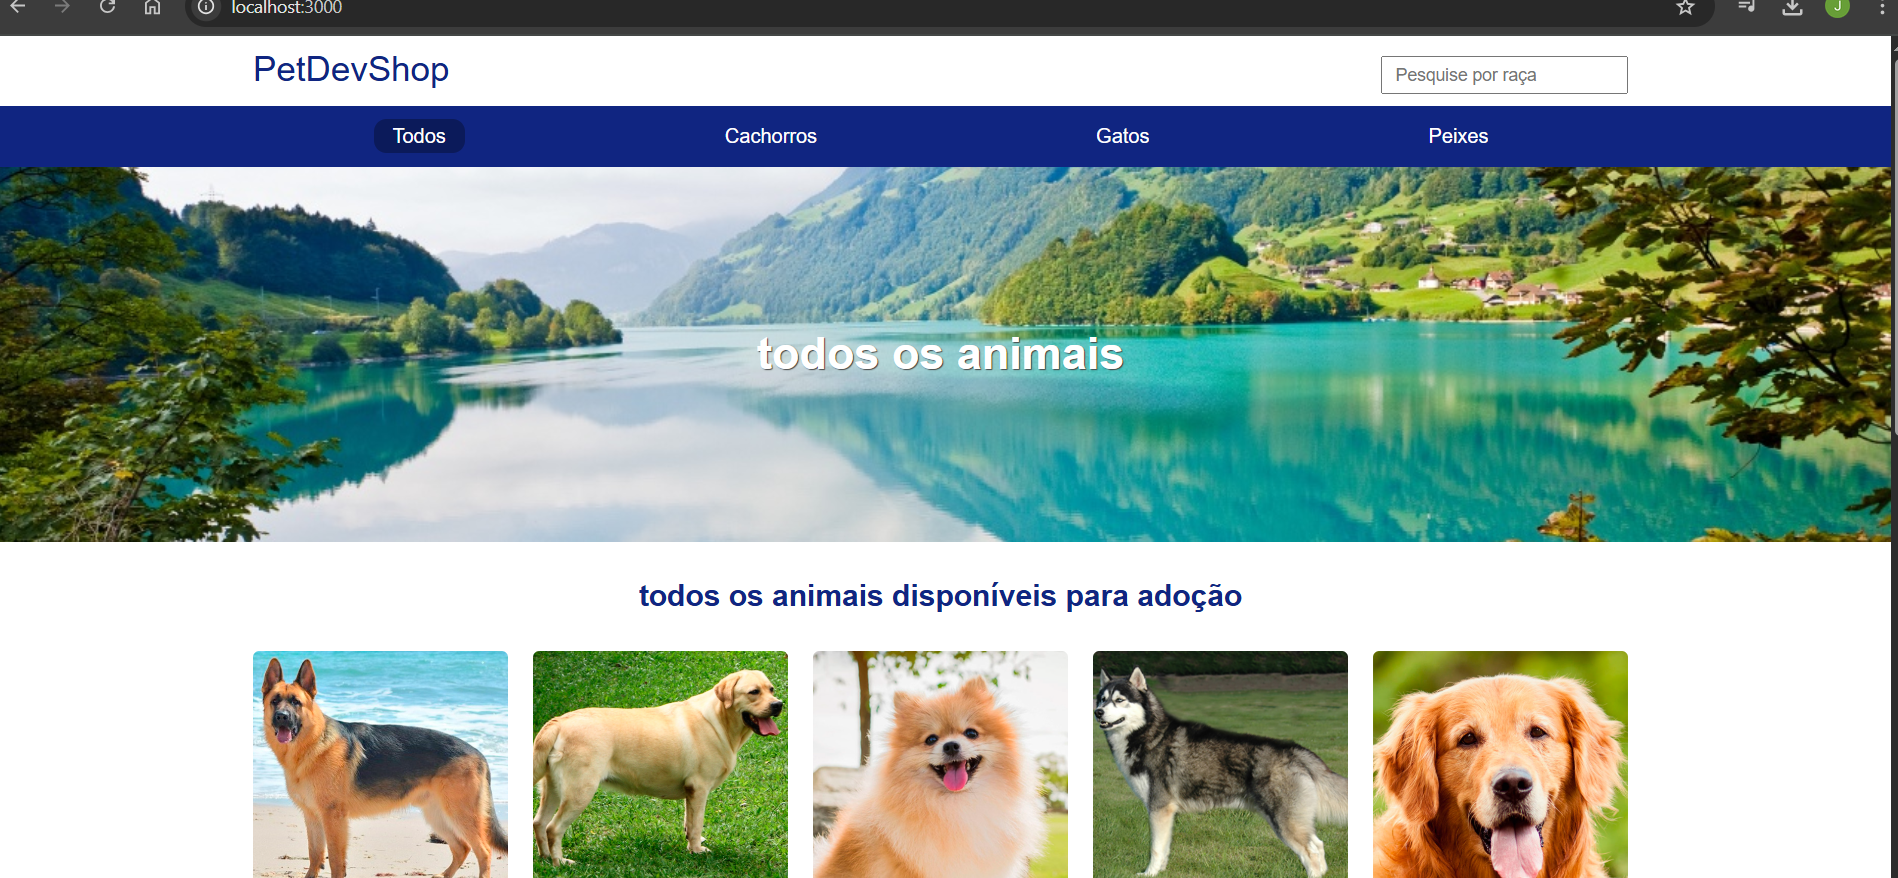 localhost:3000
J
PetDevShop
Pesquise por raça
Todos
Cachorros
Gatos
Peixes
todos os animais
todos os animais disponíveis para adoção